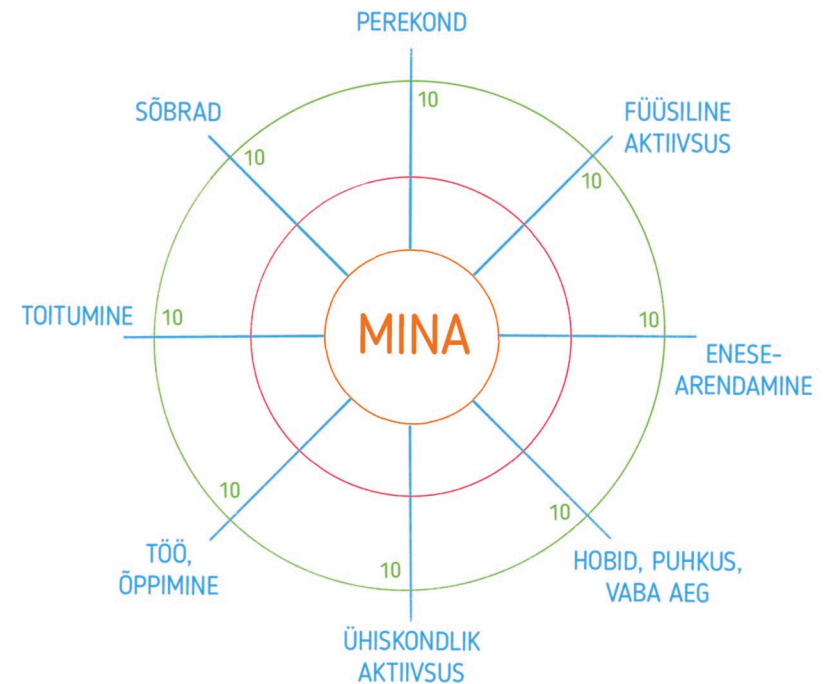 PEREKOND
10
SÕBRAD
10
FÜÜSILINE
AKTIIVSUS
10
TOITUMINE
10
MINA
10
ENESE-
ARENDAMINE
10
TÖÖ,
ÕPPIMINE
10
HOBID, PUHKUS,
VABA AEG
10
ÜHISKONDLIK
AKTIIVSUS